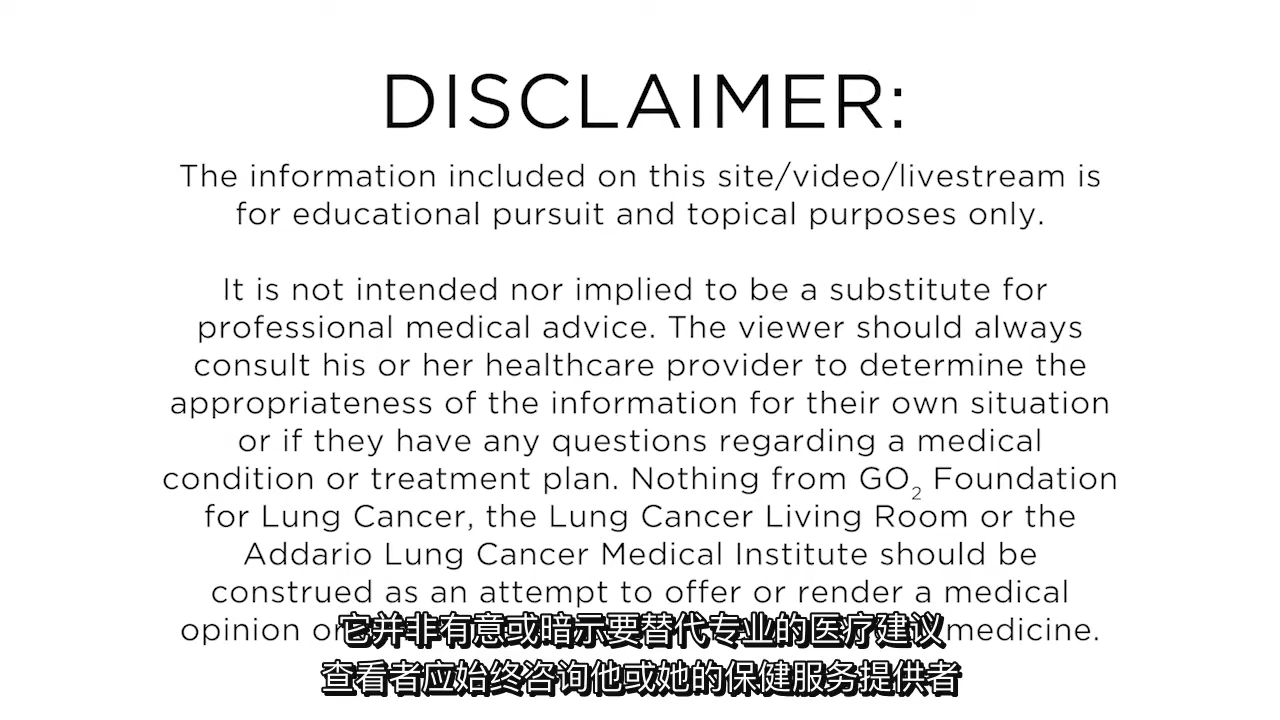 DISCLAIMER:
The information included on this site/video/livestream is
for educational pursuit and topical purposes only.
It is not intended nor implied to be a substitute for
professional medical advice. The viewer should always
consult his or her healthcare provider to determine the
appropriateness of the information for their own situation
or if they have any questions regarding a medical
condition or treatment plan. Nothing from GO₂ Foundation
for Lung Cancer, the Lung Cancer Living Room or the
Addario Lung Cancer Medical Institute should be
construed as an attempt to offer or render a medical
opinion or medicine.
它并非有意或暗示要替代专业的医疗建议
查看者应始终咨询他或她的保健服务提供者